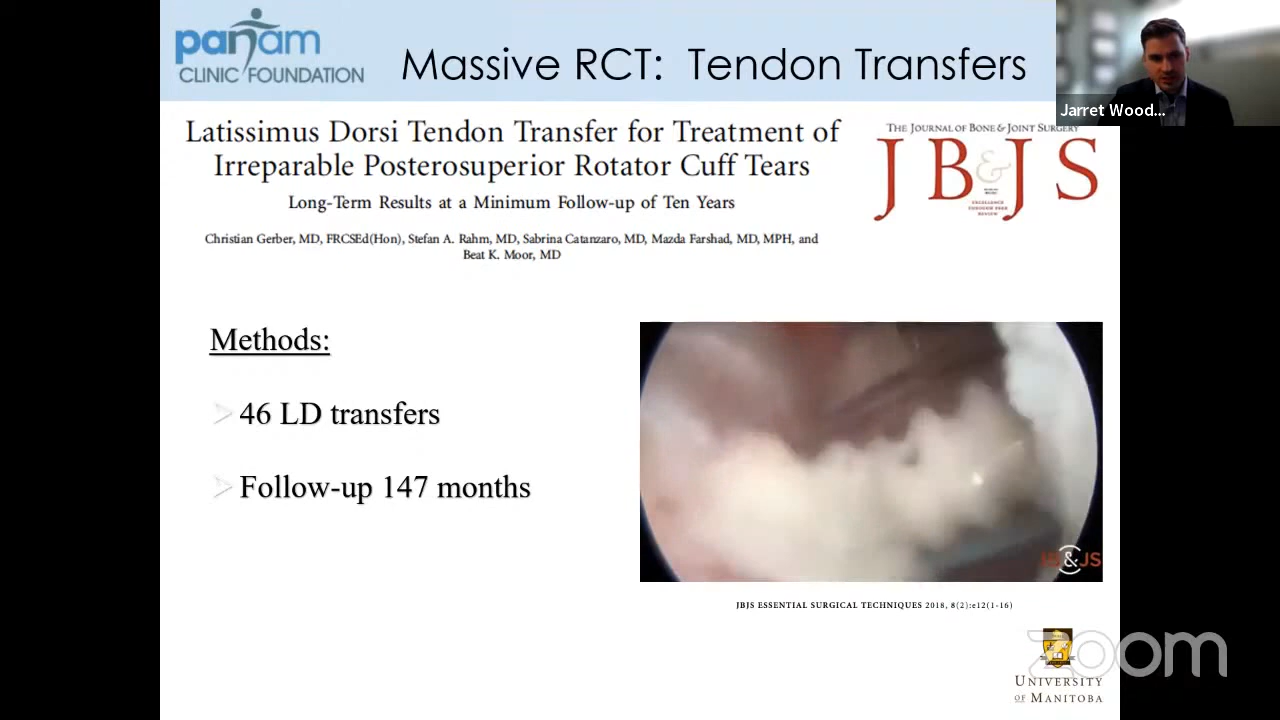 panam
CLINIC FOUNDATION
Massive RCT: Tendon Transfers
Jarret Wood...
Latissimus Dorsi Tendon Transfer for Treatment of
Irreparable Posterosuperior Rotator Cuff Tears
Long-Term Results at a Minimum Follow-up of Ten Years
Christian Gerber, MD, FRCSEd(Hon), Stefan A. Rahm, MD, Sabrina Catanzaro, MD, Mazda Farshad, MD, MPH, and
Beat K. Moor, MD
THE JOURNAL OF BONE & JOINT SURGERY
JB&JS
EXCELLENCE
THROUGH PEER
REVIEW
Methods:
46 LD transfers
Follow-up 147 months
JB&JS
JBJS ESSENTIAL SURGICAL TECHNIQUES 2018, 8(2):e12(1-16)
zoom
UNIVERSITY
OF MANITOBA